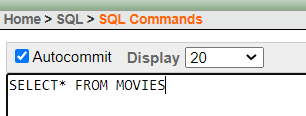 Home > SQL > SQL Commands
Autocommit Display 20
SELECT* FROM MOVIES